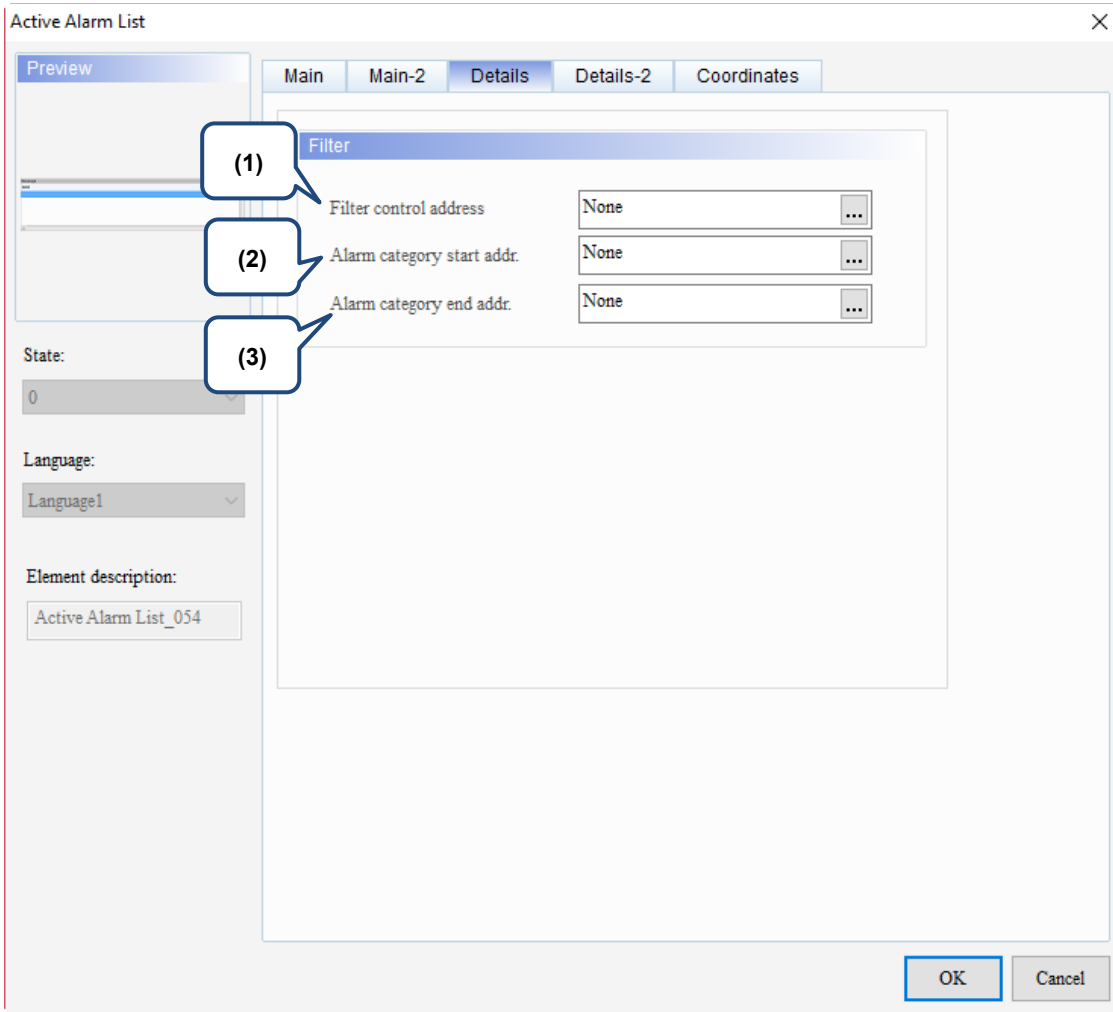 Active Alarm List
Preview
Main Main-2 Details Details-2 Coordinates
Filter
(1)
Filter control address None ...
(2)
Alarm category start addr. None ...
Alarm category end addr. None ...
(3)
State:
0
Language:
Language1
Element description:
Active Alarm List_054
OK Cancel